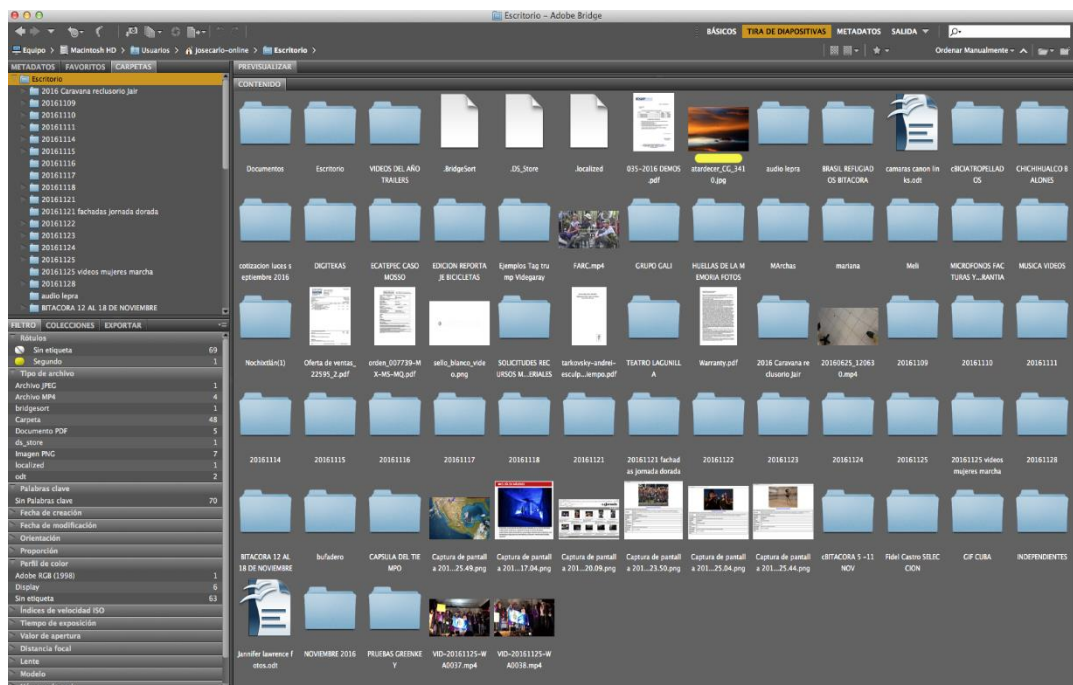 Escritorio – Adobe Bridge
BÁSICOS TIRA DE DIAPOSITIVAS METADATOS SALIDA
Equipo > Macintosh HD > Usuarios > josecario-online > Escritorio >
Ordenar Manualmente
METADATOS FAVORITOS CARPETAS
Escritorio
2016 Caravana reclusorio Jair
20161109
20161110
20161111
20161114
20161115
20161116
20161117
20161118
20161121
20161121 fachadas jornada dorada
20161122
20161123
20161124
20161125
20161125 videos mujeres marcha
20161128
audio lepra
BITACORA 12 AL 18 DE NOVIEMBRE
FILTRO COLECCIONES EXPORTAR
Rótulos
Sin etiqueta 69
Segundo 1
Tipo de archivo
Archivo JPEG 1
Archivo MP4 4
bridgesort 1
Carpeta 48
Documento PDF 5
ds_store 1
Imagen PNG 7
localized 1
odt 2
Palabras clave
Sin Palabras clave 70
Fecha de creación
Fecha de modificación
Orientación
Proporción
Perfil de color
Adobe RGB (1998) 1
Display 6
Sin etiqueta 63
Índices de velocidad ISO
Tiempo de exposición
Valor de apertura
Distancia focal
Lente
Modelo
PREVISUALIZAR
CONTENIDO
Documentos
Escritorio
VIDEOS DEL AÑO
TRAILERS
.BridgeSort
.DS_Store
.localized
035-2016 DEMOS
.pdf
atardecer_CG_341
0.jpg
audio lepra
BRASIL REFUGIAD
OS BITACORA
camaras canon lin
ks.odt
cBICIATROPELLAD
OS
CHICHIHUALCO B
ALONES
cotizacion luces s
eptiembre 2016
DIGITEKAS
ECATEPEC CASO
MOSSO
EDICION REPORTA
JE BICICLETAS
Ejemplos Tag tru
mp Videgaray
FARC.mp4
GRUPO CALI
HUELLAS DE LA M
EMORIA FOTOS
MArchas
mariana
Meli
MICROFONOS FAC
TURAS Y...RANTIA
MUSICA VIDEOS
Nochixtlán(1)
Oferta de ventas_
22595_2.pdf
orden_007739-M
X-MS-MQ.pdf
sello_blanco_vide
o.png
SOLICITUDES REC
URSOS M...ERIALES
tarkovsky-andrei-
esculp...iempo.pdf
TEATRO LAGUNILL
A
Warranty.pdf
2016 Caravana re
clusorio Jair
20160625_12063
0.mp4
20161109
20161110
20161111
20161114
20161115
20161116
20161117
20161118
20161121
20161121 fachad
as jornada dorada
20161122
20161123
20161124
20161125
20161125 videos
mujeres marcha
20161128
BITACORA 12 AL
18 DE NOVIEMBRE
bufadero
CAPSULA DEL TIE
MPO
Captura de pantall
a 201...25.49.png
Captura de pantall
a 201...17.04.png
Captura de pantall
a 201...20.09.png
Captura de pantall
a 201...23.50.png
Captura de pantall
a 201...25.04.png
Captura de pantall
a 201...25.44.png
cBITACORA 5 -11
NOV
Fidel Castro SELEC
CION
GIF CUBA
INDEPENDIENTES
Jannifer lawrence f
otos.odt
NOVIEMBRE 2016
PRUEBAS GREENKE
Y
VID-20161125-W
A0037.mp4
VID-20161125-W
A0038.mp4